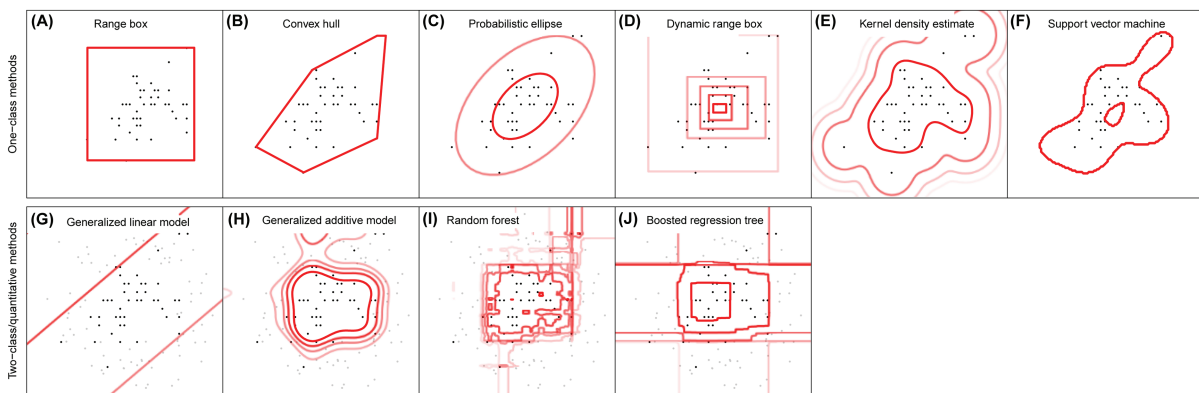 (A) Range box
(B) Convex hull
(C) Probabilistic ellipse
(D) Dynamic range box
(E) Kernel density estimate
(F) Support vector machine
One−class methods
(G) Generalized linear model
(H) Generalized additive model
(I) Random forest
(J) Boosted regression tree
Two−class/quantitative methods